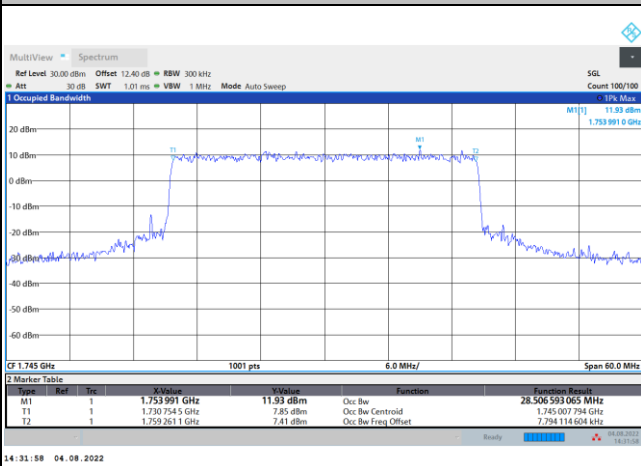 MultiView Spectrum
Ref Level 30.00 dBm Offset 12.40 dB RBW 300 kHz SGL
Att 30 dB SWT 1.01 ms VBW 1 MHz Mode Auto Sweep Count 100/100
1 Occupied Bandwidth 1Pk Max
M1[1] 11.93 dBm
1.753 991 0 GHz
20 dBm
M1
T1 T2
10 dBm
0 dBm
-10 dBm
-20 dBm
-30 dBm
-40 dBm
-50 dBm
-60 dBm
CF 1.745 GHz 1001 pts 6.0 MHz/ Span 60.0 MHz
2 Marker Table
Type Ref Trc X-Value Y-Value Function Function Result
M1 1 1.753 991 GHz 11.93 dBm Occ Bw 28.506 593 065 MHz
T1 1 1.730 754 5 GHz 7.85 dBm Occ Bw Centroid 1.745 007 794 GHz
T2 1 1.759 261 1 GHz 7.41 dBm Occ Bw Freq Offset 7.794 114 604 kHz
Ready 04.08.2022
14:31:58
14:31:58 04.08.2022